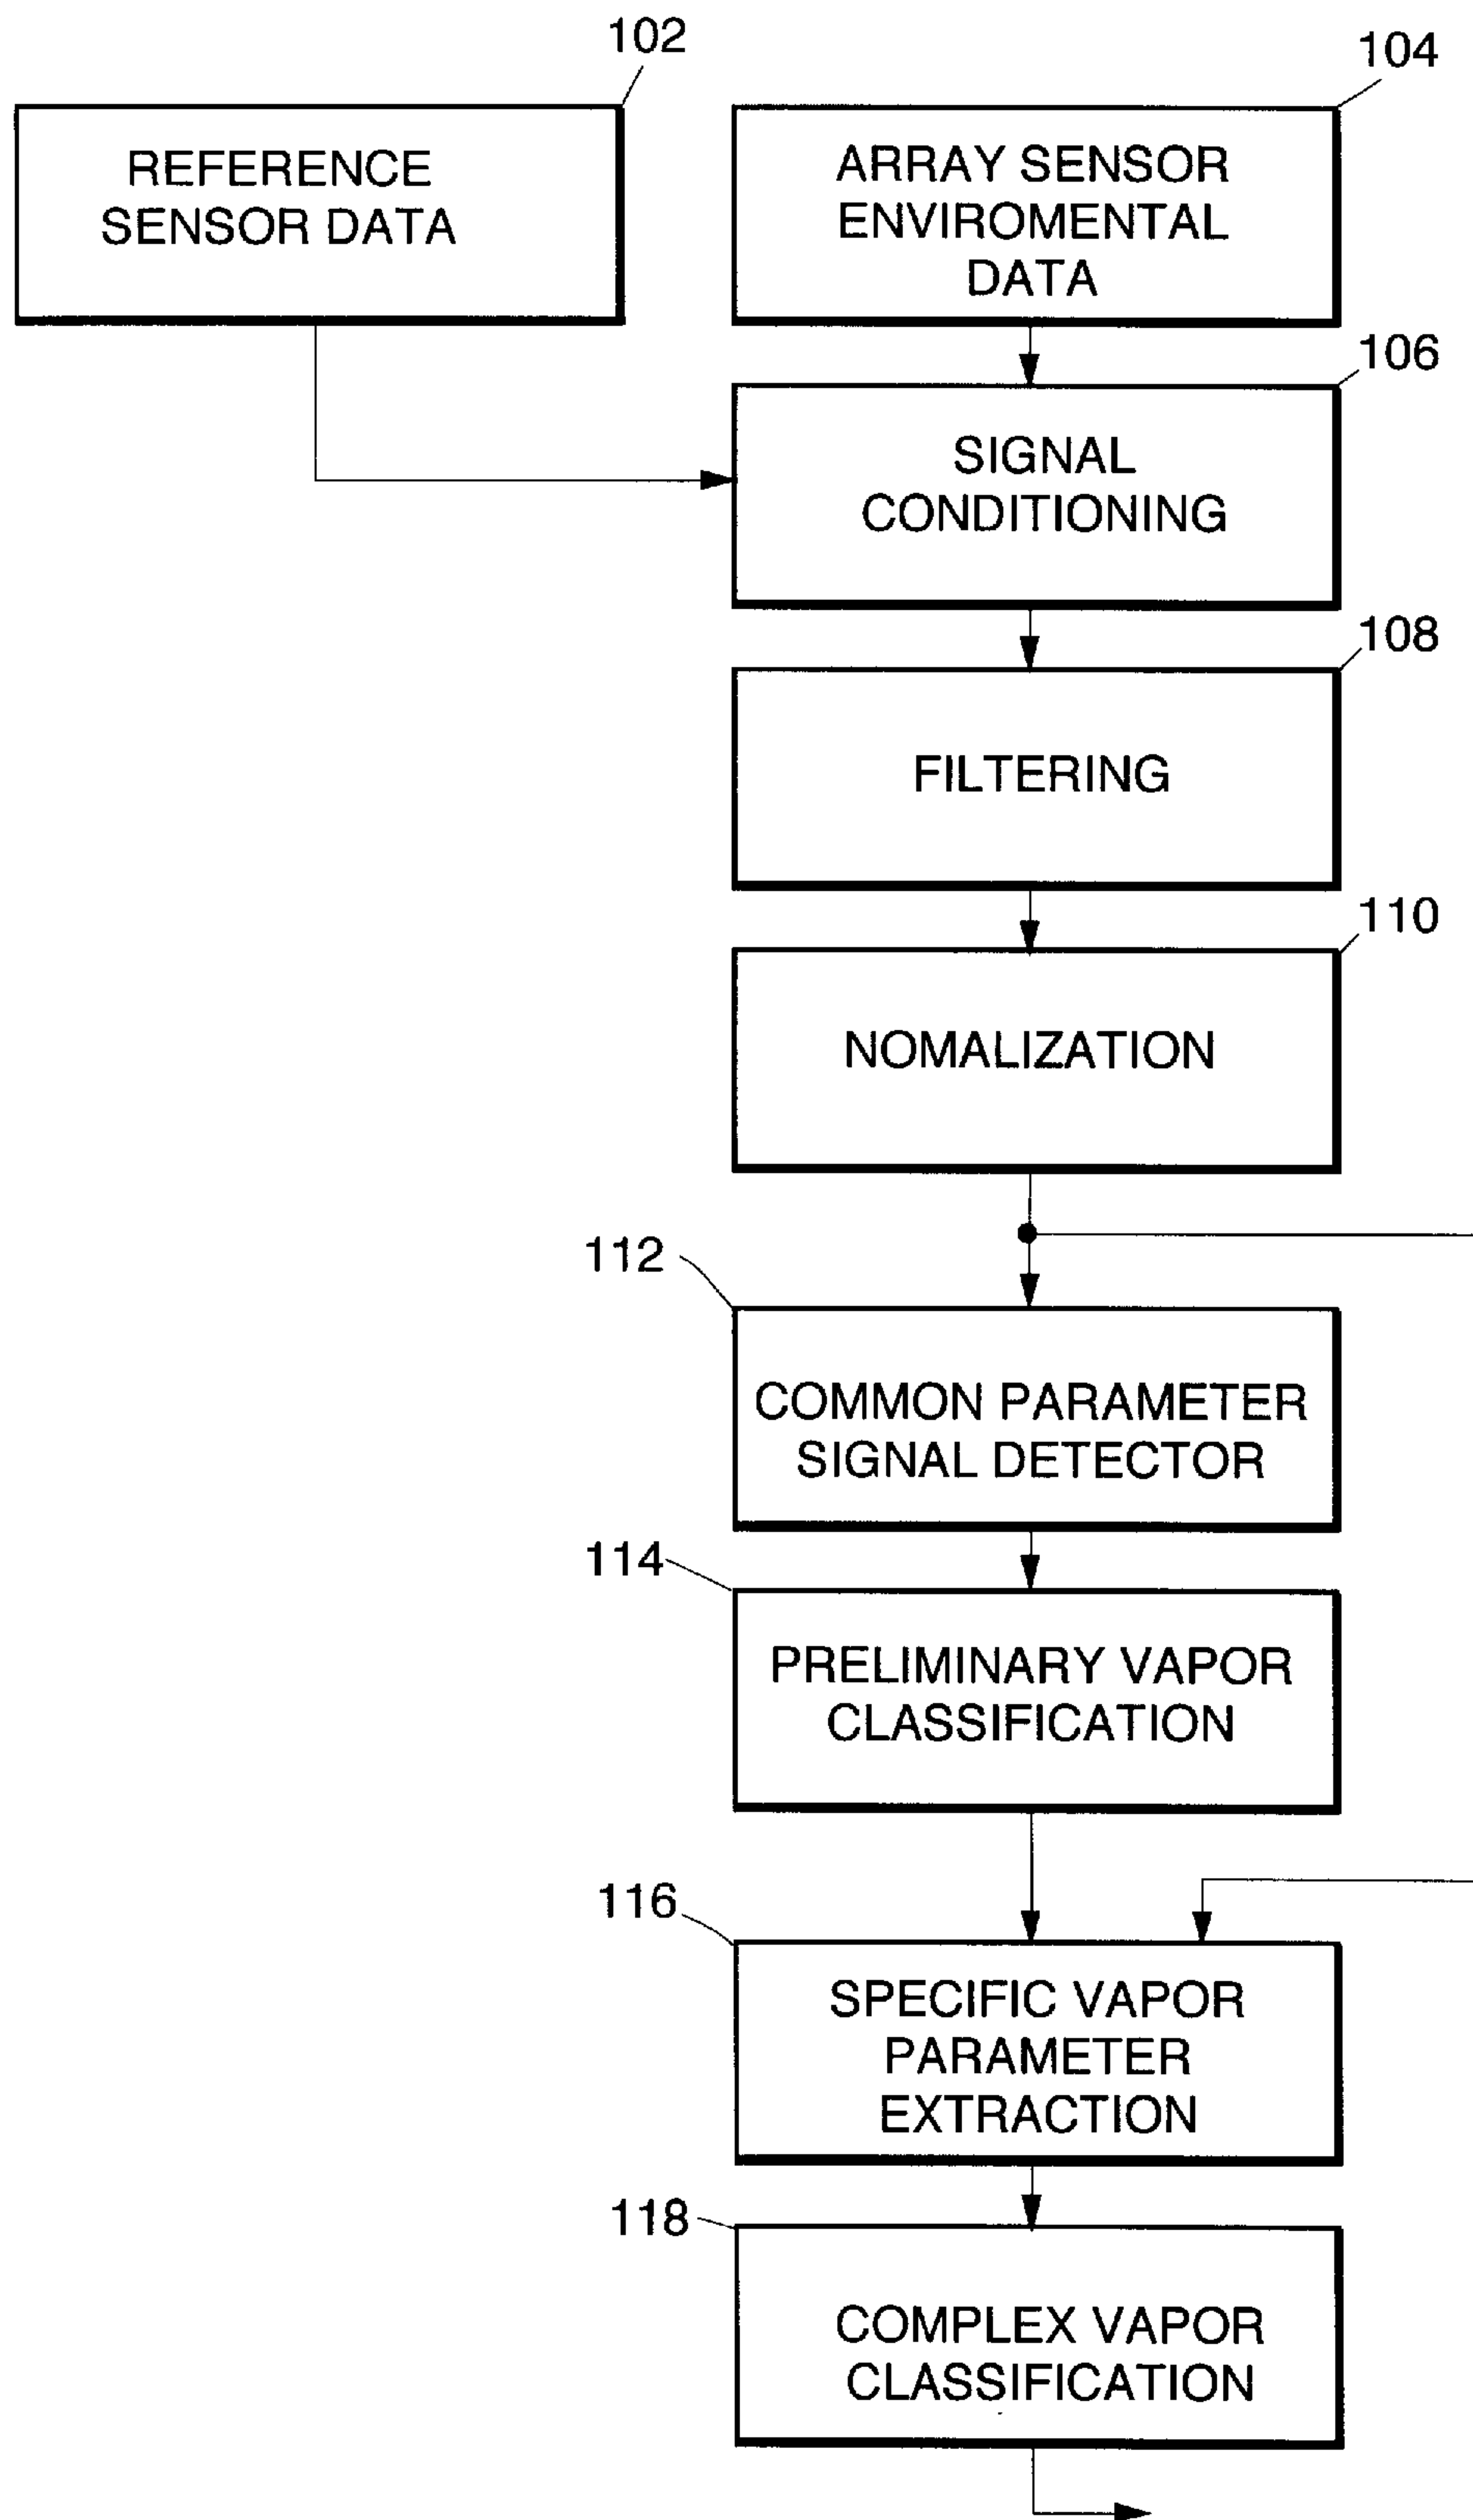 102
REFERENCE
SENSOR DATA
104
ARRAY SENSOR
ENVIROMENTAL
DATA
106
SIGNAL
CONDITIONING
108
FILTERING
110
NOMALIZATION
112
COMMON PARAMETER
SIGNAL DETECTOR
114
PRELIMINARY VAPOR
CLASSIFICATION
116
SPECIFIC VAPOR
PARAMETER
EXTRACTION
118
COMPLEX VAPOR
CLASSIFICATION